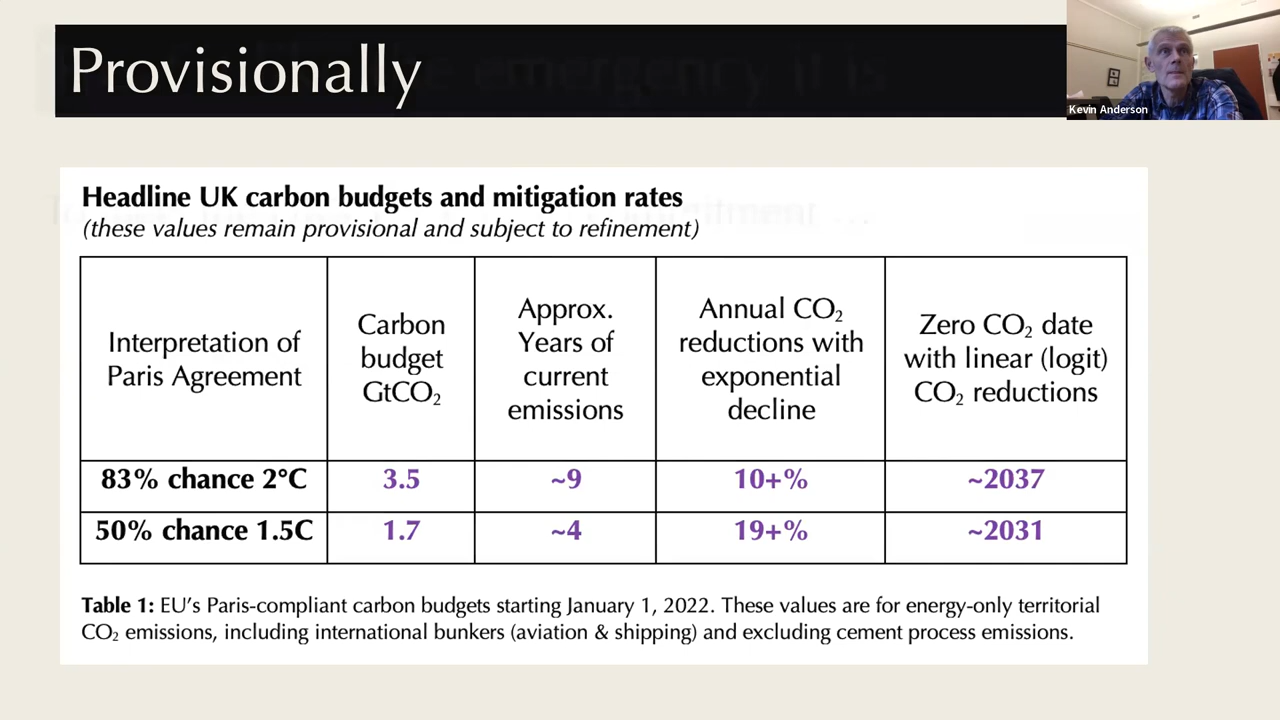 Provisionally
Kevin Anderson
Headline UK carbon budgets and mitigation rates
(these values remain provisional and subject to refinement)
Interpretation of
Paris Agreement
Carbon
budget
GtCO₂
Approx.
Years of
current
emissions
Annual CO₂
reductions with
exponential
decline
Zero CO₂ date
with linear (logit)
CO₂ reductions
83% chance 2°C 3.5 ~9 10+% ~2037
50% chance 1.5C 1.7 ~4 19+% ~2031
Table 1: EU’s Paris-compliant carbon budgets starting January 1, 2022. These values are for energy-only territorial
CO₂ emissions, including international bunkers (aviation & shipping) and excluding cement process emissions.